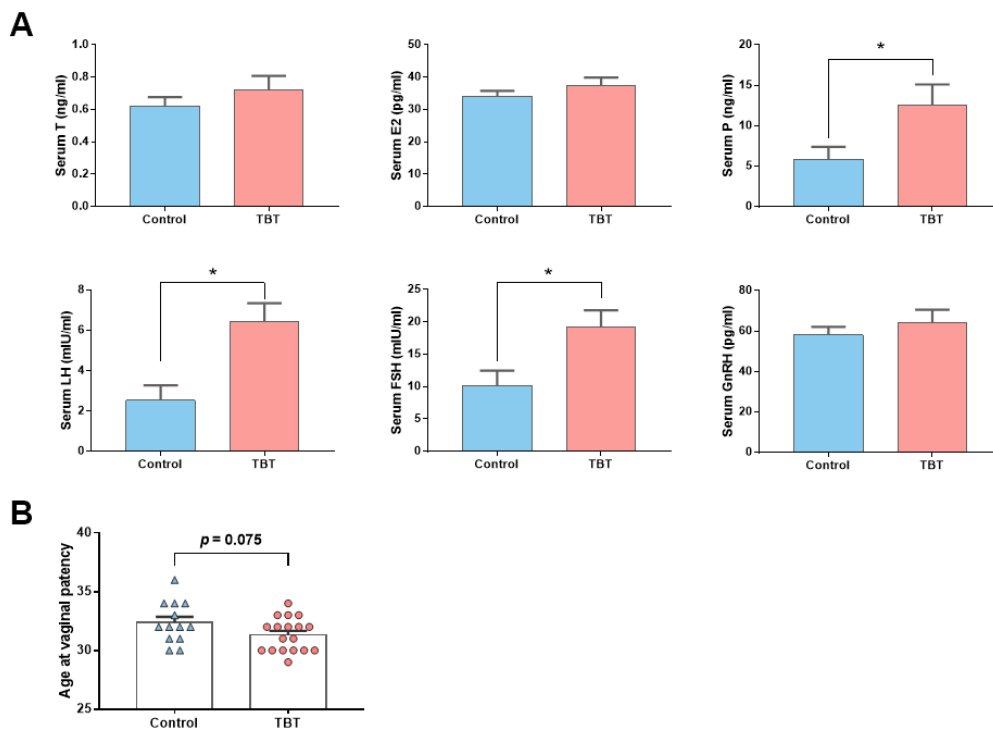 A
Serum T (ng/ml)
1.0
0.8
0.6
0.4
0.2
0.0
Control
TBT
Serum E2 (pg/ml)
50
40
30
20
10
0
Control
TBT
Serum P (ng/ml)
20
15
10
5
0
*
Control
TBT
Serum LH (mIU/ml)
8
6
4
2
0
*
Control
TBT
Serum FSH (mIU/ml)
25
20
15
10
5
0
*
Control
TBT
Serum GnRH (pg/ml)
80
60
40
20
0
Control
TBT
B
Age at vaginal patency
40
35
30
25
p = 0.075
Control
TBT